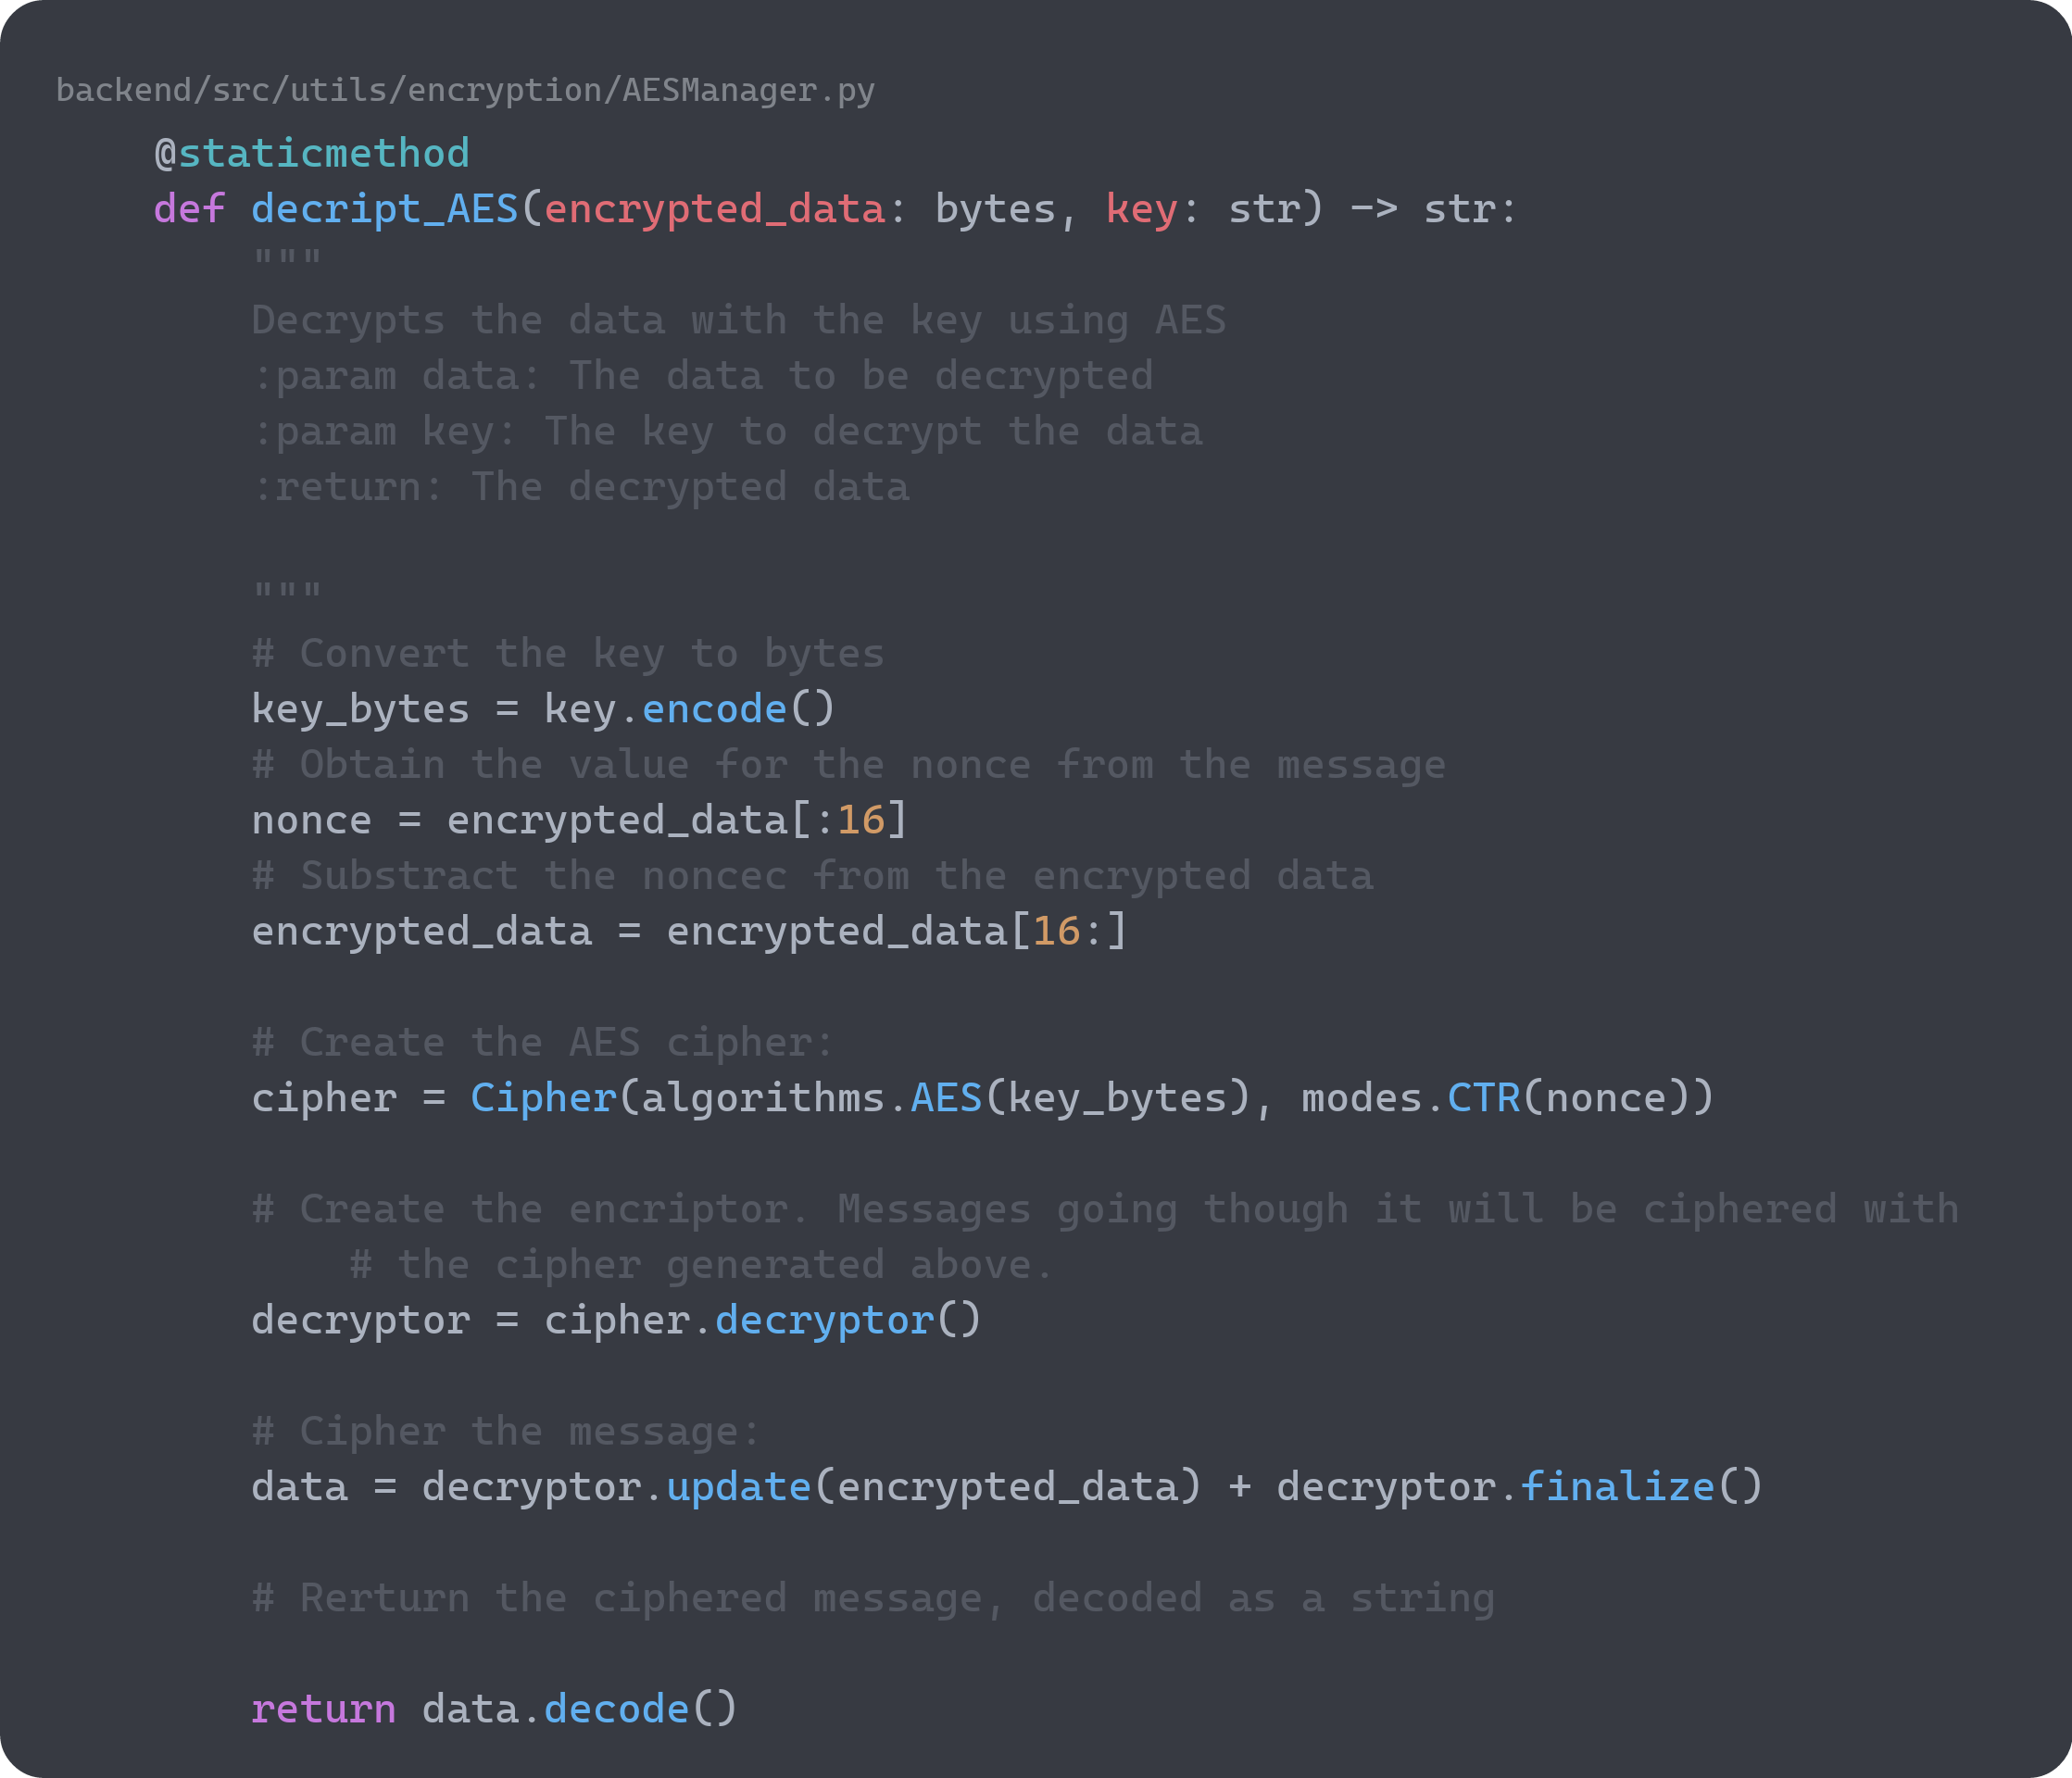 backend/src/utils/encryption/AESManager.py
@staticmethod
def decript_AES(encrypted_data: bytes, key: str) -> str:
"""
Decrypts the data with the key using AES
:param data: The data to be decrypted
:param key: The key to decrypt the data
:return: The decrypted data
"""
# Convert the key to bytes
key_bytes = key.encode()
# Obtain the value for the nonce from the message
nonce = encrypted_data[:16]
# Substract the noncec from the encrypted data
encrypted_data = encrypted_data[16:]
# Create the AES cipher:
cipher = Cipher(algorithms.AES(key_bytes), modes.CTR(nonce))
# Create the encriptor. Messages going though it will be ciphered with
# the cipher generated above.
decryptor = cipher.decryptor()
# Cipher the message:
data = decryptor.update(encrypted_data) + decryptor.finalize()
# Rerturn the ciphered message, decoded as a string
return data.decode()